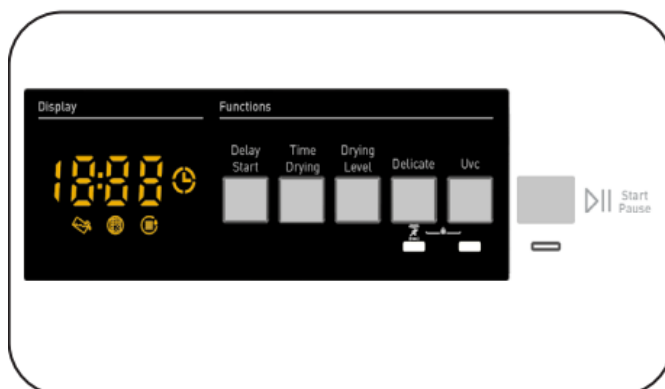 Display
Functions
Delay
Start
Time
Drying
Drying
Level
Delicate
Uvc
18:88
Start
Pause